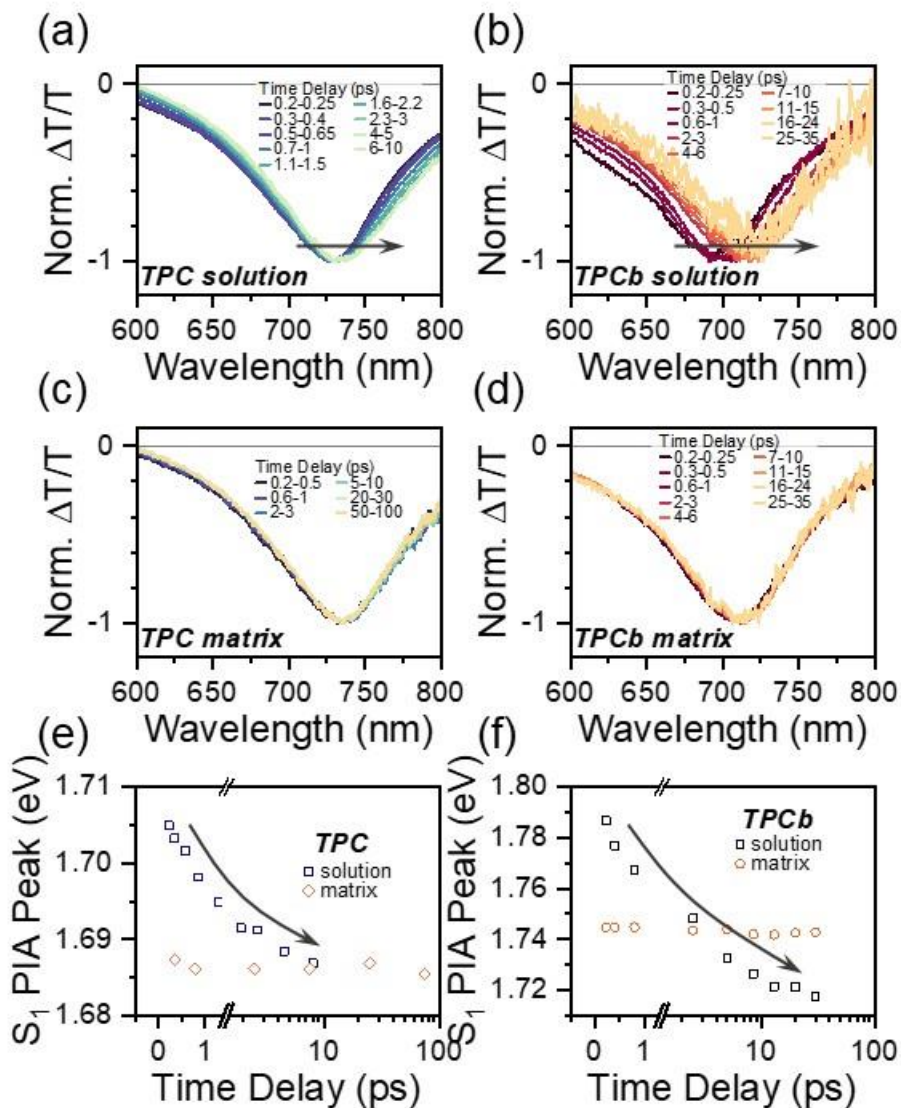 (a)
Norm. ΔT/T
0
-1
Time Delay (ps)
0.2-0.25 1.6-2.2
0.3-0.4 2.3-3
0.5-0.65 4-5
0.7-1 6-10
1.1-1.5
TPC solution
600 650 700 750 800
Wavelength (nm)
(b)
Norm. ΔT/T
0
-1
Time Delay (ps)
0.2-0.25 7-10
0.3-0.5 11-15
0.6-1 16-24
2-3 25-35
4-6
TPCb solution
600 650 700 750 800
Wavelength (nm)
(c)
Norm. ΔT/T
0
-1
Time Delay (ps)
0.2-0.5 5-10
0.6-1 20-30
2-3 50-100
TPC matrix
600 650 700 750 800
Wavelength (nm)
(d)
Norm. ΔT/T
0
-1
Time Delay (ps)
0.2-0.25 7-10
0.3-0.5 11-15
0.6-1 16-24
2-3 25-35
4-6
TPCb matrix
600 650 700 750 800
Wavelength (nm)
(e)
S₁ PIA Peak (eV)
1.71
1.70
1.69
1.68
TPC
solution
matrix
0 1 10 100
Time Delay (ps)
(f)
S₁ PIA Peak (eV)
1.80
1.78
1.76
1.74
1.72
TPCb
solution
matrix
0 1 10 100
Time Delay (ps)